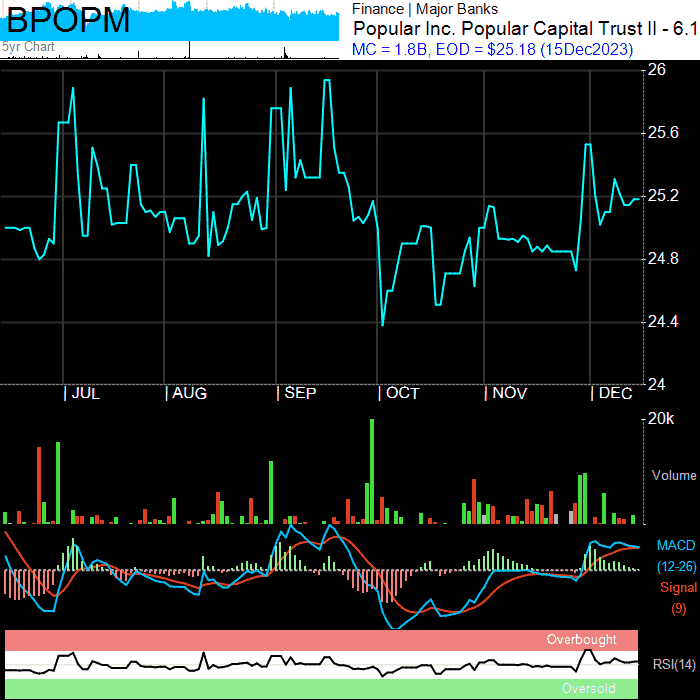 BPOPM
5yr Chart
Finance | Major Banks
Popular Inc. Popular Capital Trust II - 6.1
MC = 1.8B, EOD = $25.18 (15Dec2023)
26
25.6
25.2
24.8
24.4
24
| JUL | AUG | SEP | OCT | NOV | DEC
20k
Volume
MACD
(12-26)
Signal
(9)
Overbought
RSI(14)
Oversold